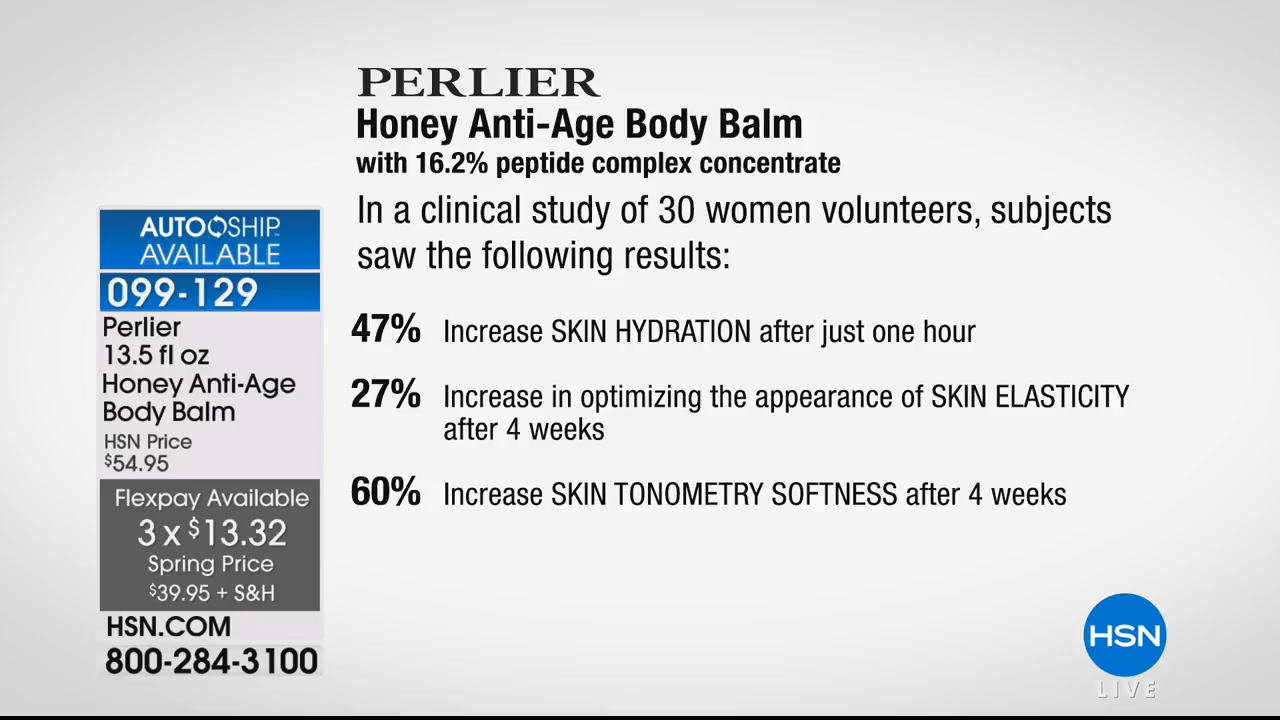 PERLIER
Honey Anti-Age Body Balm
with 16.2% peptide complex concentrate
In a clinical study of 30 women volunteers, subjects
saw the following results:
47% Increase SKIN HYDRATION after just one hour
27% Increase in optimizing the appearance of SKIN ELASTICITY
after 4 weeks
60% Increase SKIN TONOMETRY SOFTNESS after 4 weeks
AUTO SHIP
AVAILABLE
099-129
Perlier
13.5 fl oz
Honey Anti-Age
Body Balm
HSN Price
$54.95
Flexpay Available
3 x $13.32
Spring Price
$39.95 + S&H
HSN.COM
800-284-3100
HSN
LIVE